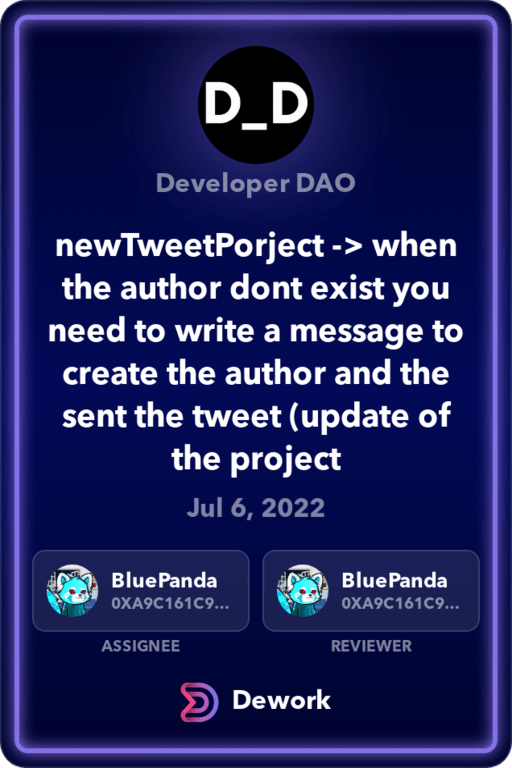 D_D
Developer DAO
newTweetPorject -> when
the author dont exist you
need to write a message to
create the author and the
sent the tweet (update of
the project
Jul 6, 2022
BluePanda
0XA9C161C9...
BluePanda
0XA9C161C9...
ASSIGNEE
REVIEWER
Dework